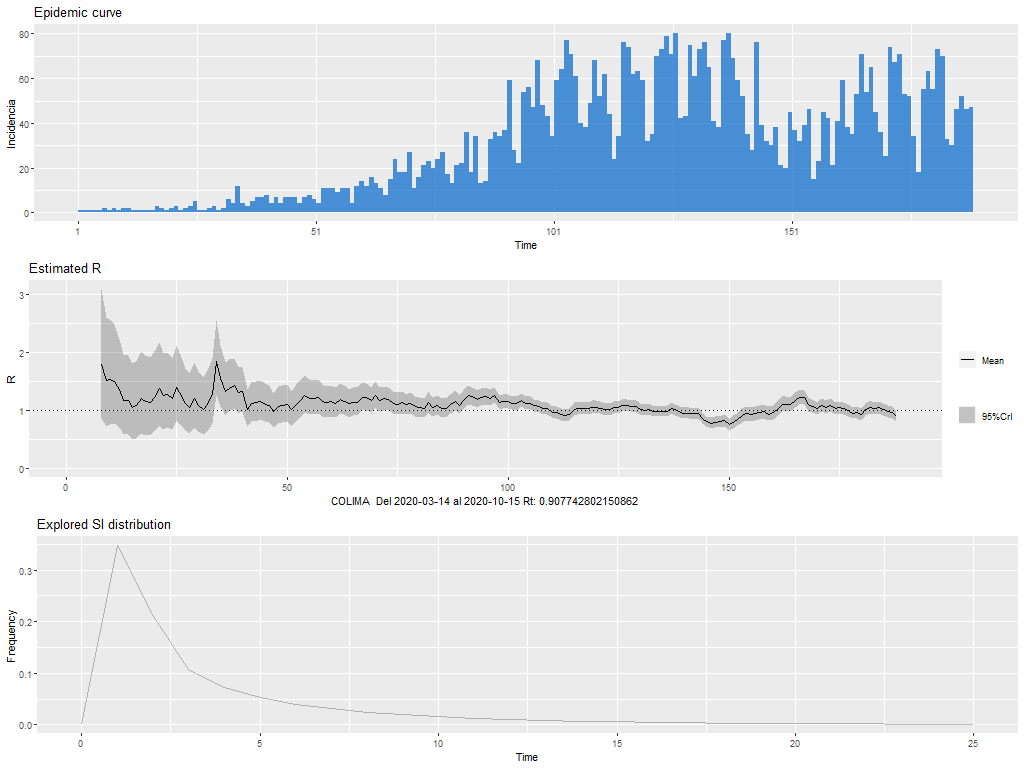 Epidemic curve
80
60
40
20
0
Incidencia
1
51
101
151
Time
Estimated R
3
2
1
0
R
Mean
95%CrI
0
50
100
150
COLIMA Del 2020-03-14 al 2020-10-15 Rt: 0.907742802150862
Explored SI distribution
0.3
0.2
0.1
0.0
Frequency
0
5
10
15
20
25
Time